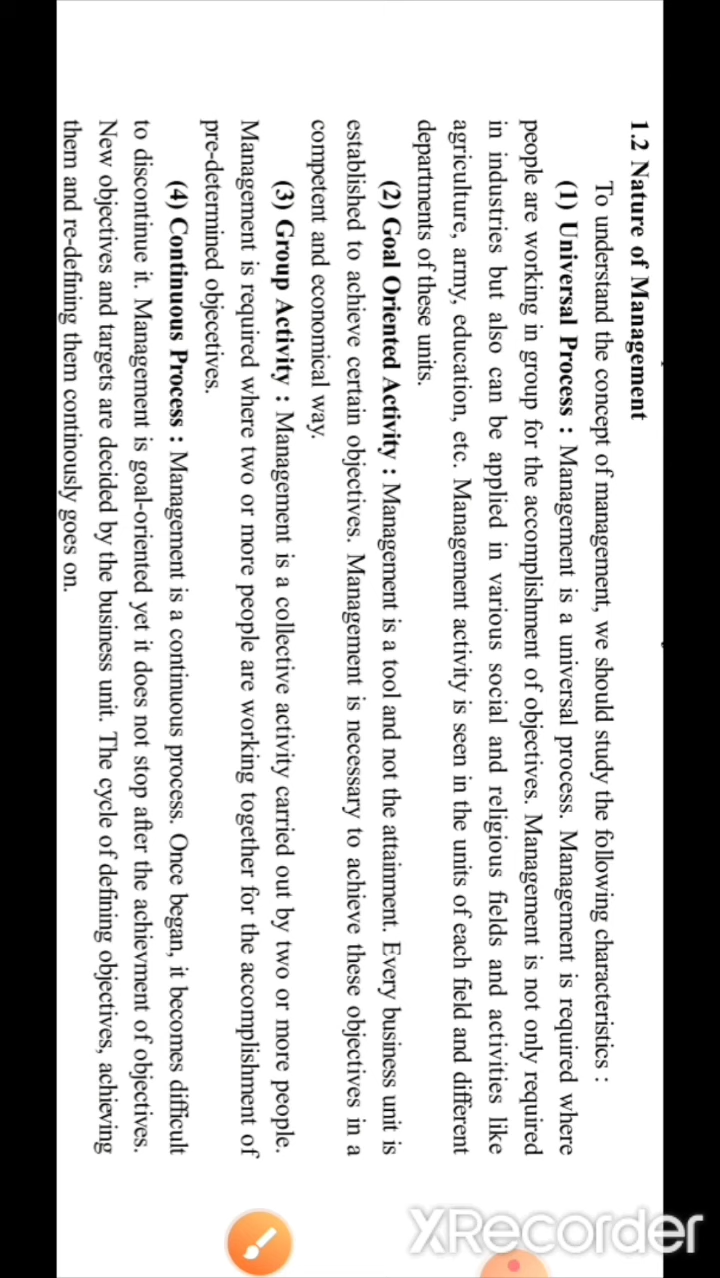 1.2 Nature of Management
To understand the concept of management, we should study the following characteristics :
(1) Universal Process : Management is a universal process. Management is required where
people are working in group for the accomplishment of objectives. Management is not only required
in industries but also can be applied in various social and religious fields and activities like
agriculture, army, education, etc. Management activity is seen in the units of each field and different
departments of these units.
(2) Goal Oriented Activity : Management is a tool and not the attainment. Every business unit is
established to achieve certain objectives. Management is necessary to achieve these objectives in a
competent and economical way.
(3) Group Activity : Management is a collective activity carried out by two or more people.
Management is required where two or more people are working together for the accomplishment of
pre-determined objecetives.
(4) Continuous Process : Management is a continuous process. Once began, it becomes difficult
to discontinue it. Management is goal-oriented yet it does not stop after the achievment of objectives.
New objectives and targets are decided by the business unit. The cycle of defining objectives, achieving
them and re-defining them continously goes on.
XRecorder